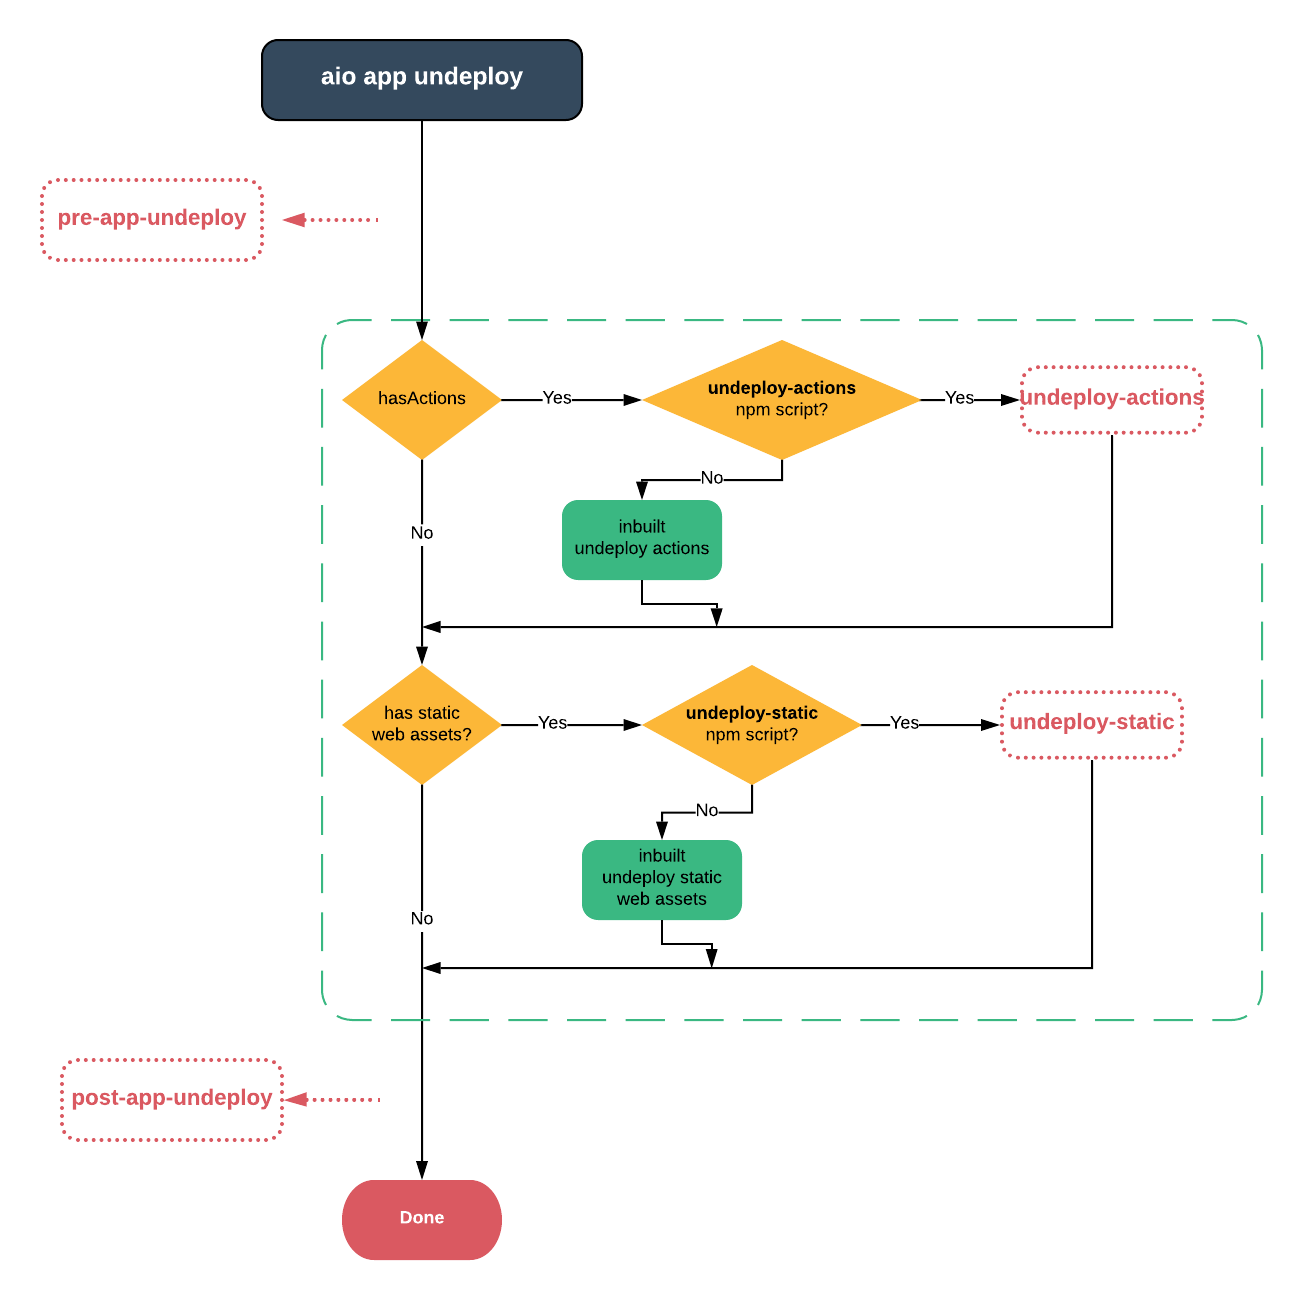 aio app undeploy
pre-app-undeploy
hasActions
Yes
undeploy-actions
npm script?
Yes
undeploy-actions
No
inbuilt
undeploy actions
No
has static
web assets?
Yes
undeploy-static
npm script?
Yes
undeploy-static
No
inbuilt
undeploy static
web assets
No
post-app-undeploy
Done